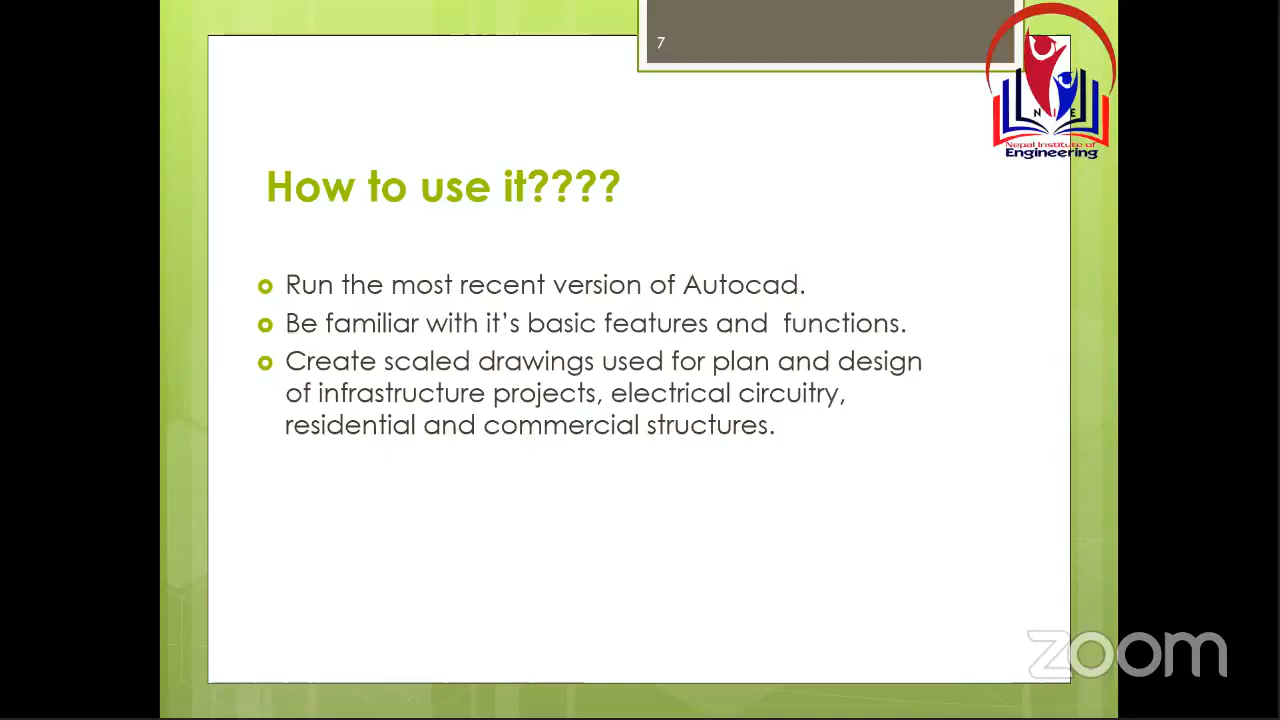 7
N I E
Nepal Institute of
Engineering
How to use it????
Run the most recent version of Autocad.
Be familiar with it's basic features and functions.
Create scaled drawings used for plan and design
of infrastructure projects, electrical circuitry,
residential and commercial structures.
zoom